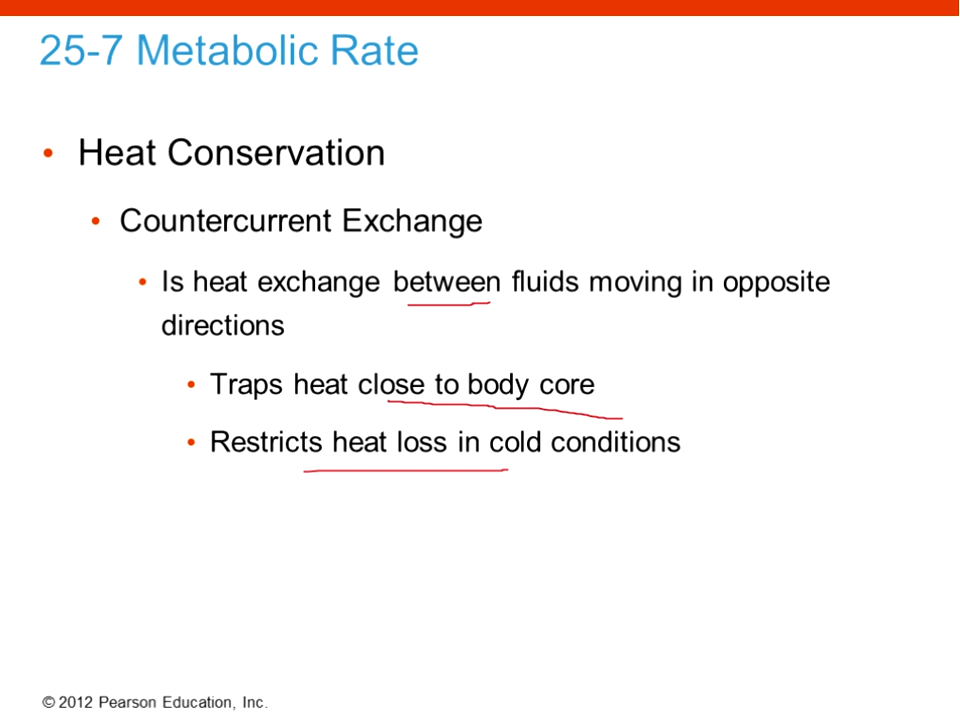 25-7 Metabolic Rate
• Heat Conservation
• Countercurrent Exchange
• Is heat exchange between fluids moving in opposite
directions
• Traps heat close to body core
• Restricts heat loss in cold conditions
© 2012 Pearson Education, Inc.